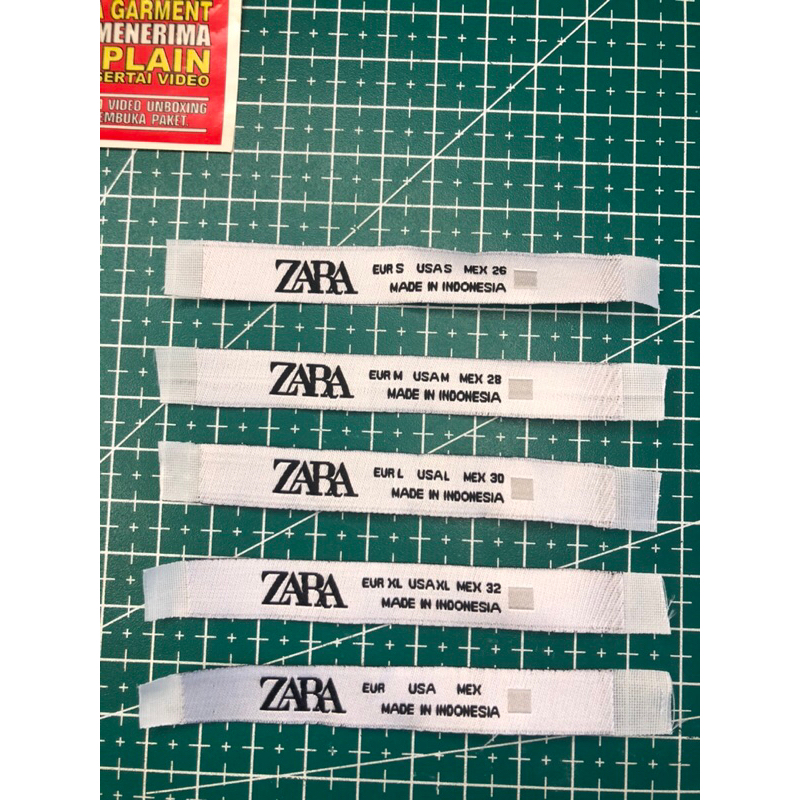 A GARMENT
MENERIMA
PLAIN
SERTAI VIDEO
VIDEO UNBOXING
EMBUKA PAKET.
ZARA EUR S USA S MEX 26
MADE IN INDONESIA
ZARA EUR M USA M MEX 28
MADE IN INDONESIA
ZARA EUR L USA L MEX 30
MADE IN INDONESIA
ZARA EUR XL USA XL MEX 32
MADE IN INDONESIA
ZARA EUR USA MEX
MADE IN INDONESIA